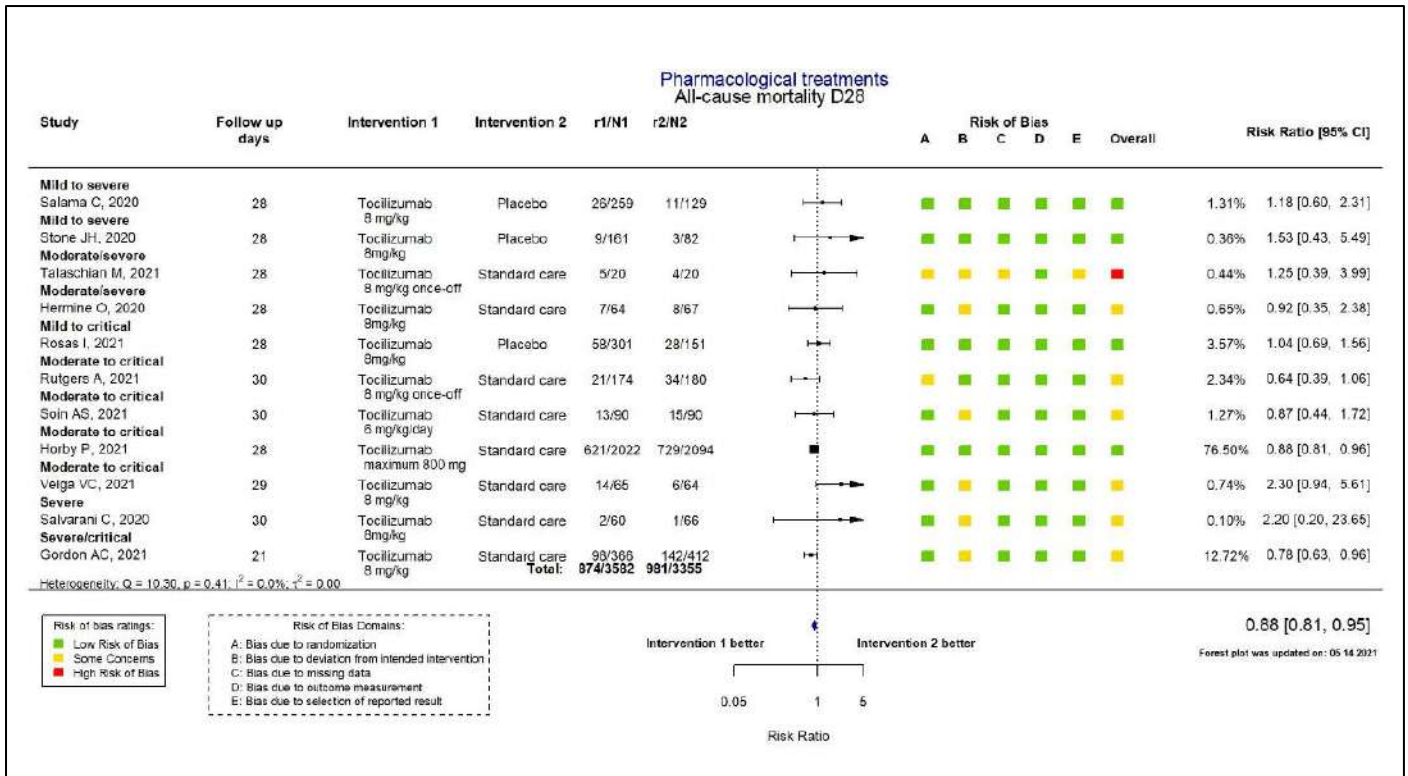 Pharmacological treatments
All-cause mortality D28
Study Follow up days Intervention 1 Intervention 2 r1/N1 r2/N2 Risk of Bias A B C D E Overall Risk Ratio [95% CI]
Mild to severe
Salama C, 2020 28 Tocilizumab 8 mg/kg Placebo 26/259 11/129 1.31% 1.18 [0.60, 2.31]
Mild to severe
Stone JH, 2020 28 Tocilizumab 8mg/kg Placebo 9/161 3/82 0.36% 1.53 [0.43, 5.49]
Moderate/severe
Talaschian M, 2021 28 Tocilizumab 8 mg/kg once-off Standard care 5/20 4/20 0.44% 1.25 [0.39, 3.99]
Moderate/severe
Hermine O, 2020 28 Tocilizumab 8mg/kg Standard care 7/64 8/67 0.65% 0.92 [0.35, 2.38]
Mild to critical
Rosas I, 2021 28 Tocilizumab 8mg/kg Placebo 58/301 28/151 3.57% 1.04 [0.69, 1.56]
Moderate to critical
Rutgers A, 2021 30 Tocilizumab 8 mg/kg once-off Standard care 21/174 34/180 2.34% 0.64 [0.39, 1.06]
Moderate to critical
Soin AS, 2021 30 Tocilizumab 6 mg/kg/day Standard care 13/90 15/90 1.27% 0.87 [0.44, 1.72]
Moderate to critical
Horby P, 2021 28 Tocilizumab maximum 800 mg Standard care 621/2022 729/2094 76.50% 0.88 [0.81, 0.96]
Moderate to critical
Veiga VC, 2021 29 Tocilizumab 8 mg/kg Standard care 14/65 6/64 0.74% 2.30 [0.94, 5.61]
Severe
Salvarani C, 2020 30 Tocilizumab 8mg/kg Standard care 2/60 1/66 0.10% 2.20 [0.20, 23.65]
Severe/critical
Gordon AC, 2021 21 Tocilizumab 8 mg/kg Standard care 98/366 142/412 12.72% 0.78 [0.63, 0.96]
Total: 874/3582 981/3355
Heterogeneity: Q = 10.30, p = 0.41; I² = 0.0%; τ² = 0.00
0.88 [0.81, 0.95]
Forest plot was updated on: 05 14 2021
Risk of bias ratings:
Low Risk of Bias
Some Concerns
High Risk of Bias
Risk of Bias Domains:
A: Bias due to randomization
B: Bias due to deviation from intended intervention
C: Bias due to missing data
D: Bias due to outcome measurement
E: Bias due to selection of reported result
Intervention 1 better Intervention 2 better
0.05 1 5
Risk Ratio